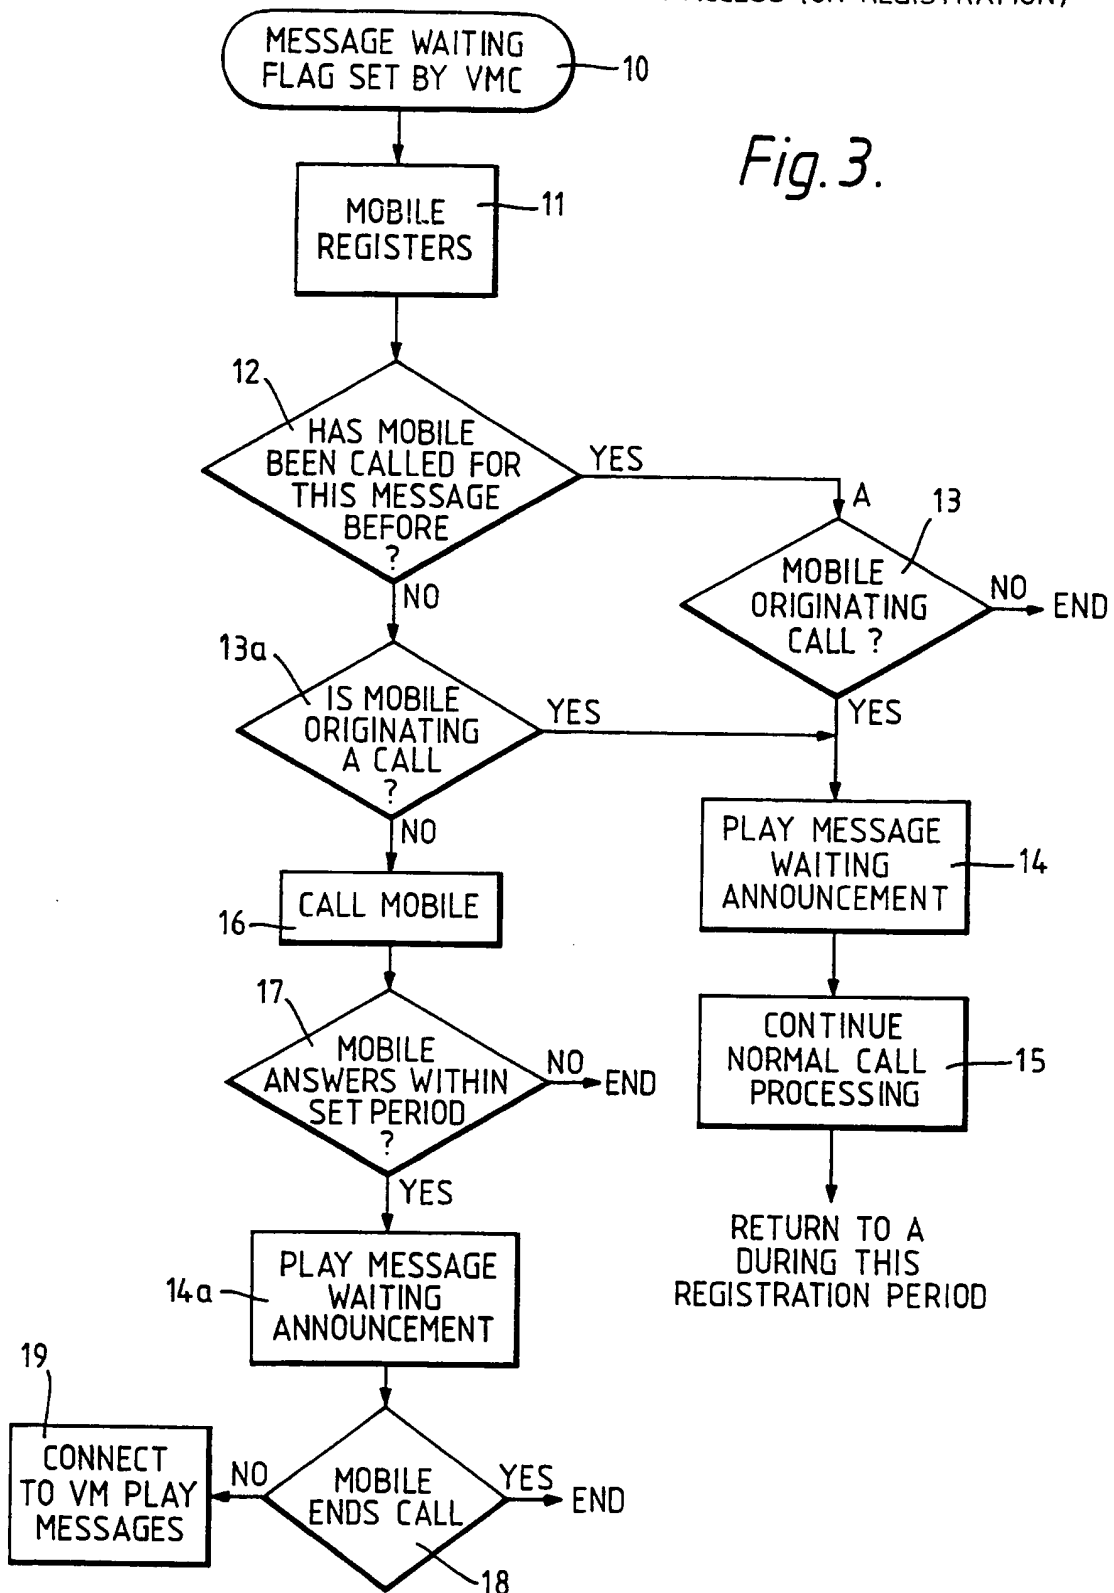 (ON REGISTRATION)
MESSAGE WAITING
FLAG SET BY VMC
10
Fig. 3.
MOBILE
REGISTERS
11
12
HAS MOBILE
BEEN CALLED FOR
THIS MESSAGE
BEFORE
?
YES
A
NO
13
MOBILE
ORIGINATING
CALL ?
NO
END
YES
13a
IS MOBILE
ORIGINATING
A CALL
?
YES
NO
PLAY MESSAGE
WAITING
ANNOUNCEMENT
14
CALL MOBILE
16
17
MOBILE
ANSWERS WITHIN
SET PERIOD
?
NO
END
YES
CONTINUE
NORMAL CALL
PROCESSING
15
RETURN TO A
DURING THIS
REGISTRATION PERIOD
PLAY MESSAGE
WAITING
ANNOUNCEMENT
14a
19
CONNECT
TO VM PLAY
MESSAGES
NO
MOBILE
ENDS CALL
YES
END
18